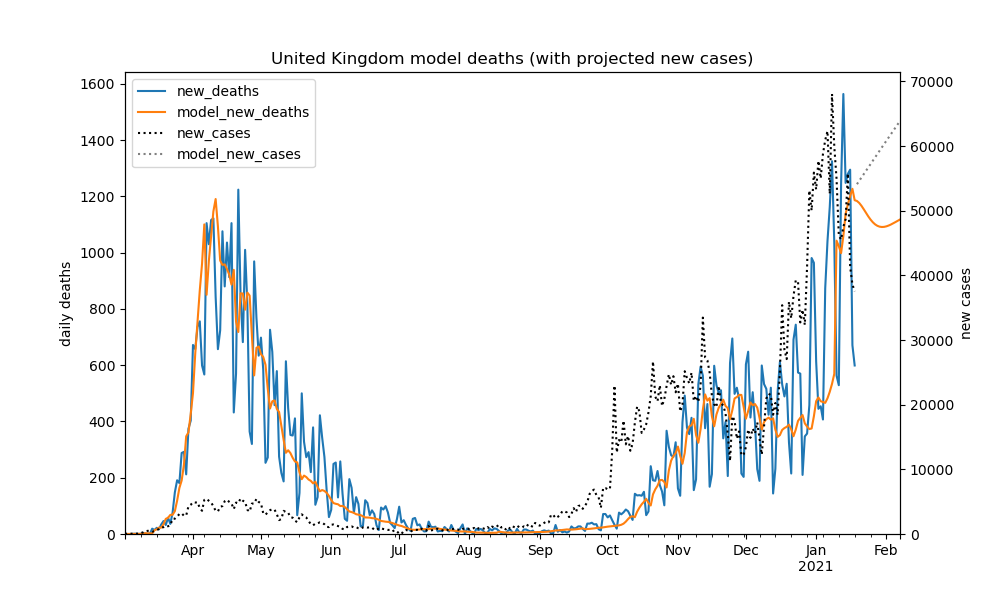 United Kingdom model deaths (with projected new cases)
new_deaths
model_new_deaths
new_cases
model_new_cases
daily deaths
1600
1400
1200
1000
800
600
400
200
0
new cases
70000
60000
50000
40000
30000
20000
10000
0
Apr May Jun Jul Aug Sep Oct Nov Dec Jan Feb
2021